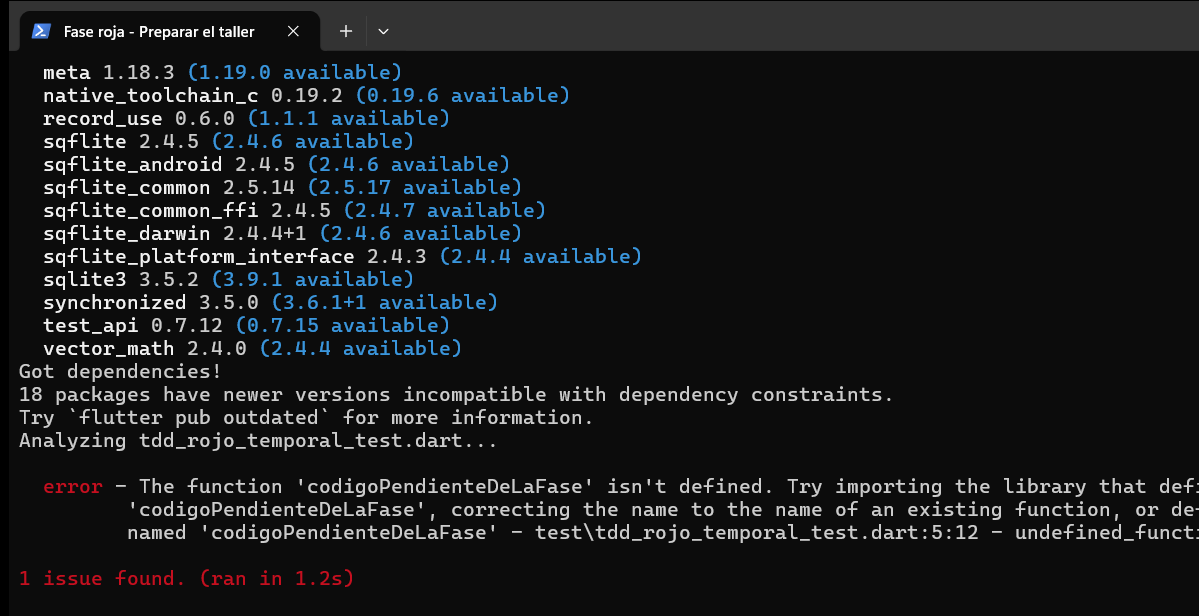 Fase roja - Preparar el taller
meta 1.18.3 (1.19.0 available)
native_toolchain_c 0.19.2 (0.19.6 available)
record_use 0.6.0 (1.1.1 available)
sqflite 2.4.5 (2.4.6 available)
sqflite_android 2.4.5 (2.4.6 available)
sqflite_common 2.5.14 (2.5.17 available)
sqflite_common_ffi 2.4.5 (2.4.7 available)
sqflite_darwin 2.4.4+1 (2.4.6 available)
sqflite_platform_interface 2.4.3 (2.4.4 available)
sqlite3 3.5.2 (3.9.1 available)
synchronized 3.5.0 (3.6.1+1 available)
test_api 0.7.12 (0.7.15 available)
vector_math 2.4.0 (2.4.4 available)
Got dependencies!
18 packages have newer versions incompatible with dependency constraints.
Try `flutter pub outdated` for more information.
Analyzing tdd_rojo_temporal_test.dart...
error - The function 'codigoPendienteDeLaFase' isn't defined. Try importing the library that defi
'codigoPendienteDeLaFase', correcting the name to the name of an existing function, or de
named 'codigoPendienteDeLaFase' - test\tdd_rojo_temporal_test.dart:5:12 - undefined_functi
1 issue found. (ran in 1.2s)